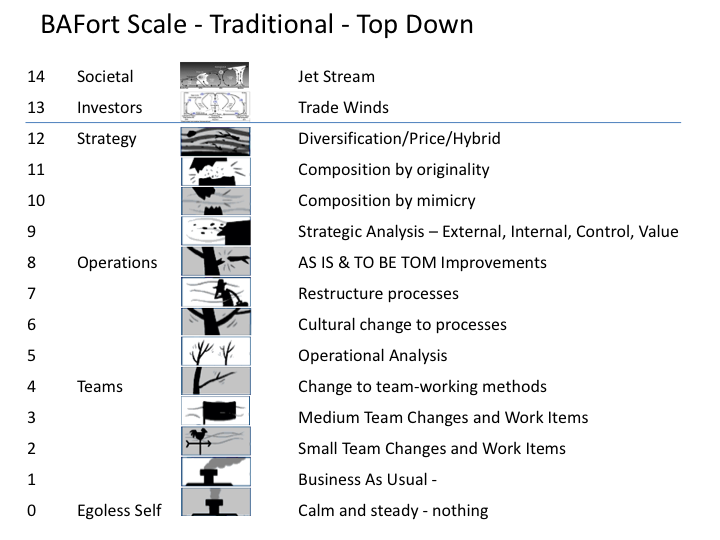 BAFort Scale - Traditional - Top Down
14 Societal Jet Stream
13 Investors Trade Winds
12 Strategy Diversification/Price/Hybrid
11 Composition by originality
10 Composition by mimicry
9 Strategic Analysis – External, Internal, Control, Value
8 Operations AS IS & TO BE TOM Improvements
7 Restructure processes
6 Cultural change to processes
5 Operational Analysis
4 Teams Change to team-working methods
3 Medium Team Changes and Work Items
2 Small Team Changes and Work Items
1 Business As Usual -
0 Egoless Self Calm and steady - nothing